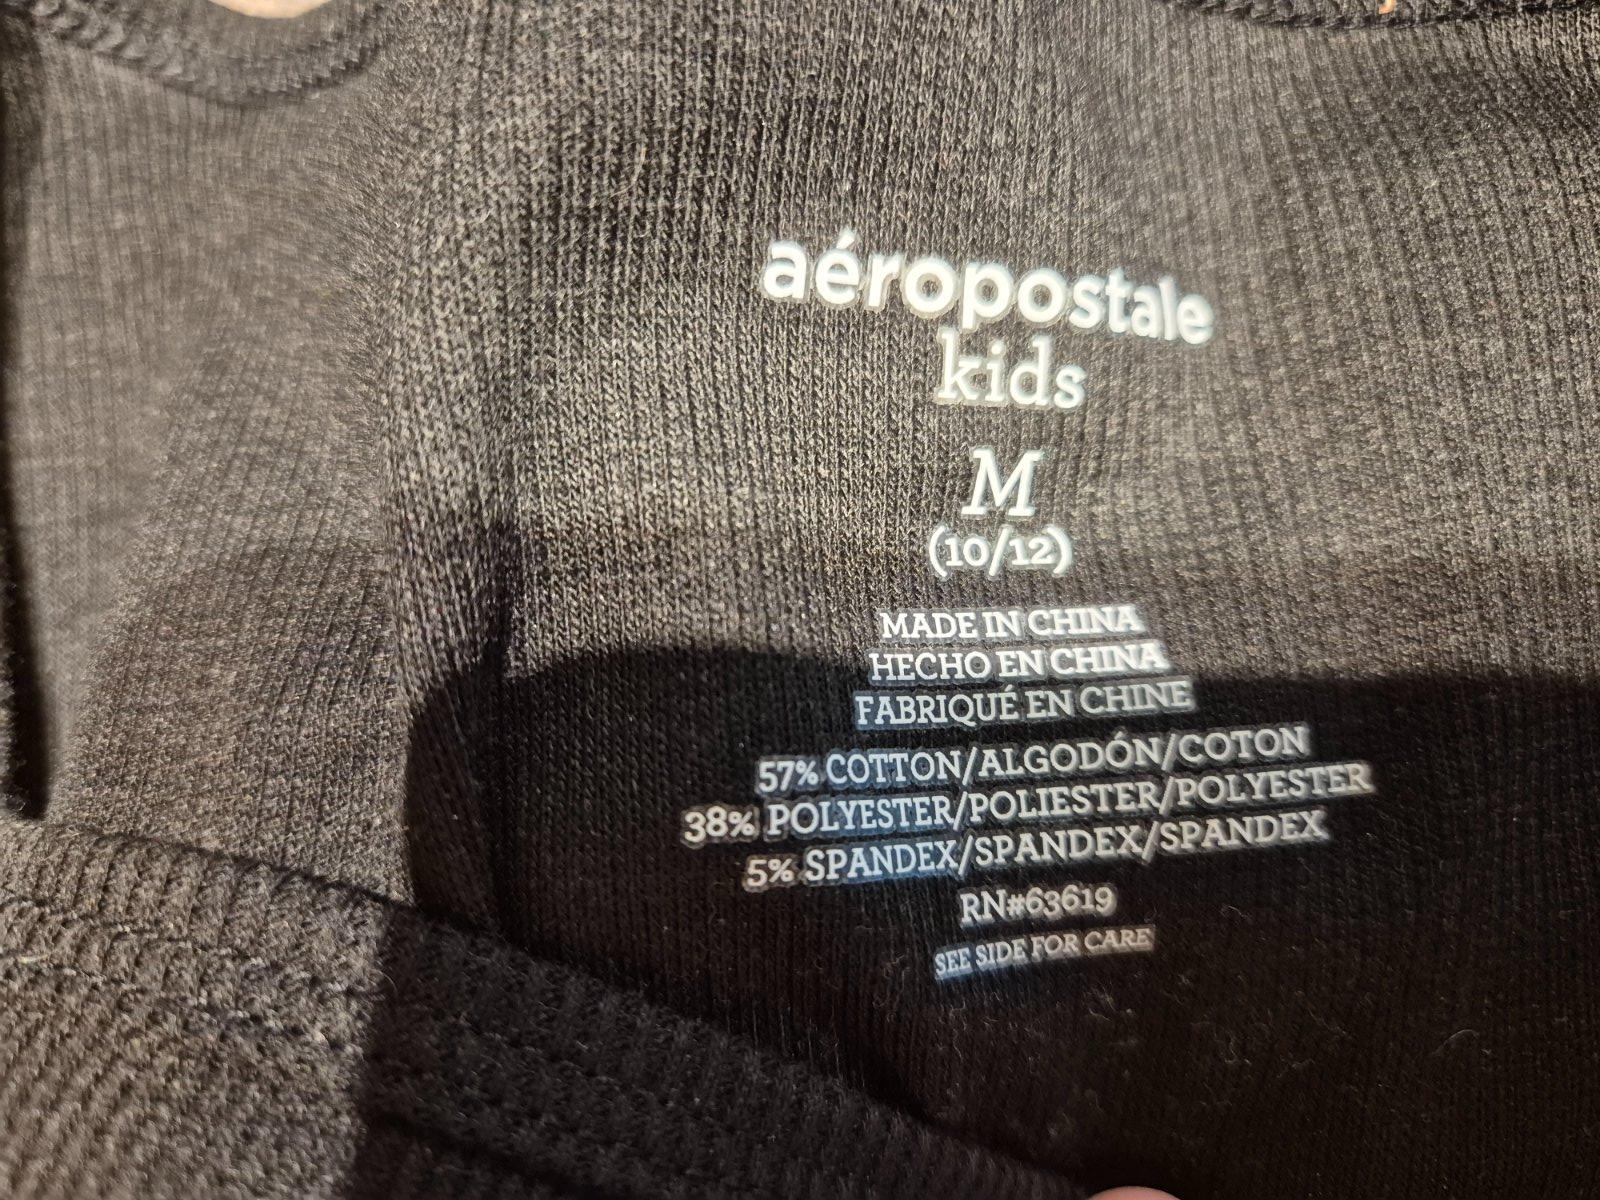 aéropostale
kids
M
(10/12)
MADE IN CHINA
HECHO EN CHINA
FABRIQUÉ EN CHINE
57% COTTON/ALGODÓN/COTON
38% POLYESTER/POLIESTER/POLYESTER
5% SPANDEX/SPANDEX/SPANDEX
RN#63619
SEE SIDE FOR CARE